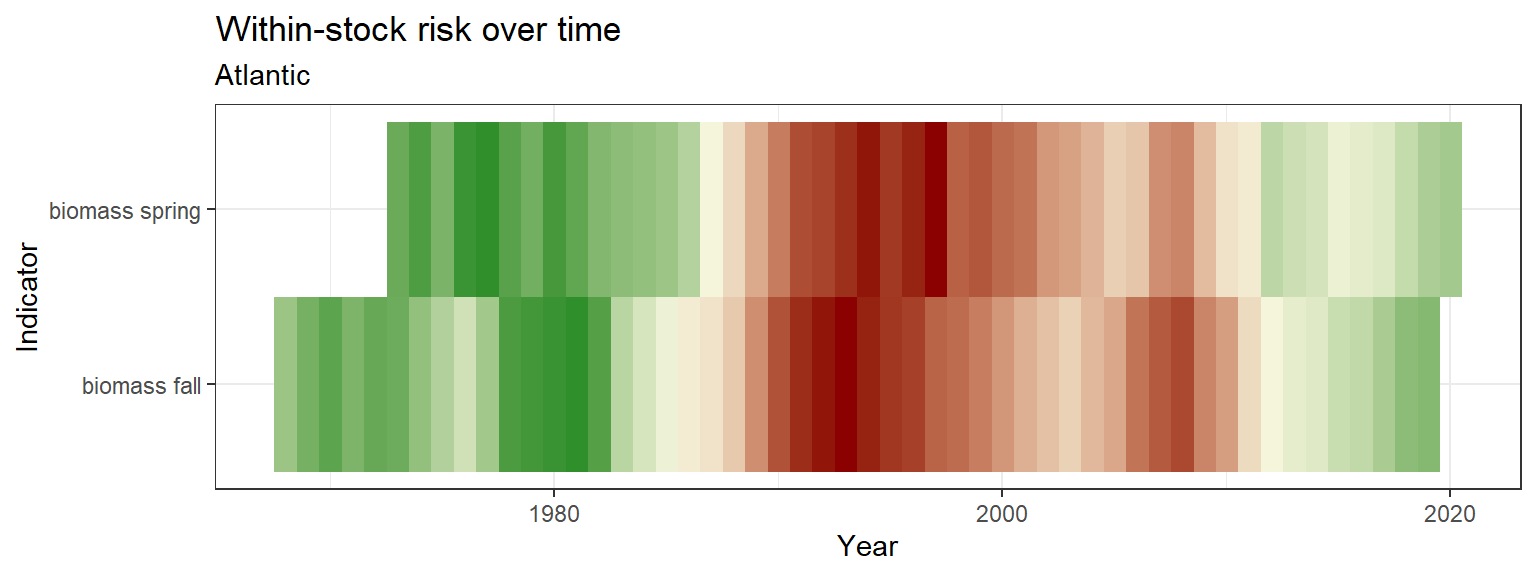 Within-stock risk over time
Atlantic
Indicator
biomass spring
biomass fall
1980
2000
2020
Year